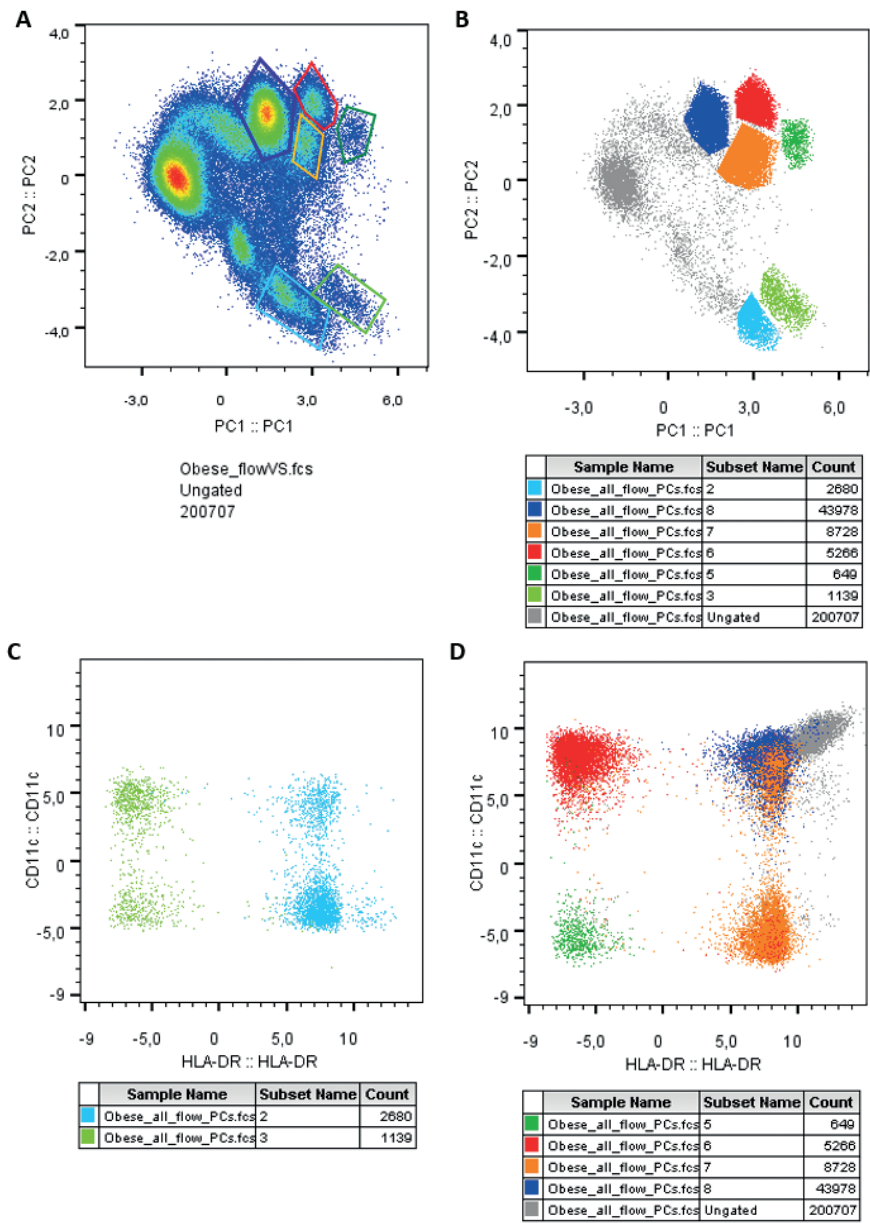 A
4,0
2,0
0
-2,0
-4,0
PC2 :: PC2
-3,0 0 3,0 6,0
PC1 :: PC1
Obese_flowVS.fcs
Ungated
200707
B
4,0
2,0
0
-2,0
-4,0
PC2 :: PC2
-3,0 0 3,0 6,0
PC1 :: PC1
Sample Name Subset Name Count
Obese_all_flow_PCs.fcs 2 2680
Obese_all_flow_PCs.fcs 8 43978
Obese_all_flow_PCs.fcs 7 8728
Obese_all_flow_PCs.fcs 6 5266
Obese_all_flow_PCs.fcs 5 649
Obese_all_flow_PCs.fcs 3 1139
Obese_all_flow_PCs.fcs Ungated 200707
C
10
5,0
0
-5,0
-9
CD11c :: CD11c
-9 -5,0 0 5,0 10
HLA-DR :: HLA-DR
Sample Name Subset Name Count
Obese_all_flow_PCs.fcs 2 2680
Obese_all_flow_PCs.fcs 3 1139
D
10
5,0
0
-5,0
-9
CD11c :: CD11c
-9 -5,0 0 5,0 10
HLA-DR :: HLA-DR
Sample Name Subset Name Count
Obese_all_flow_PCs.fcs 5 649
Obese_all_flow_PCs.fcs 6 5266
Obese_all_flow_PCs.fcs 7 8728
Obese_all_flow_PCs.fcs 8 43978
Obese_all_flow_PCs.fcs Ungated 200707